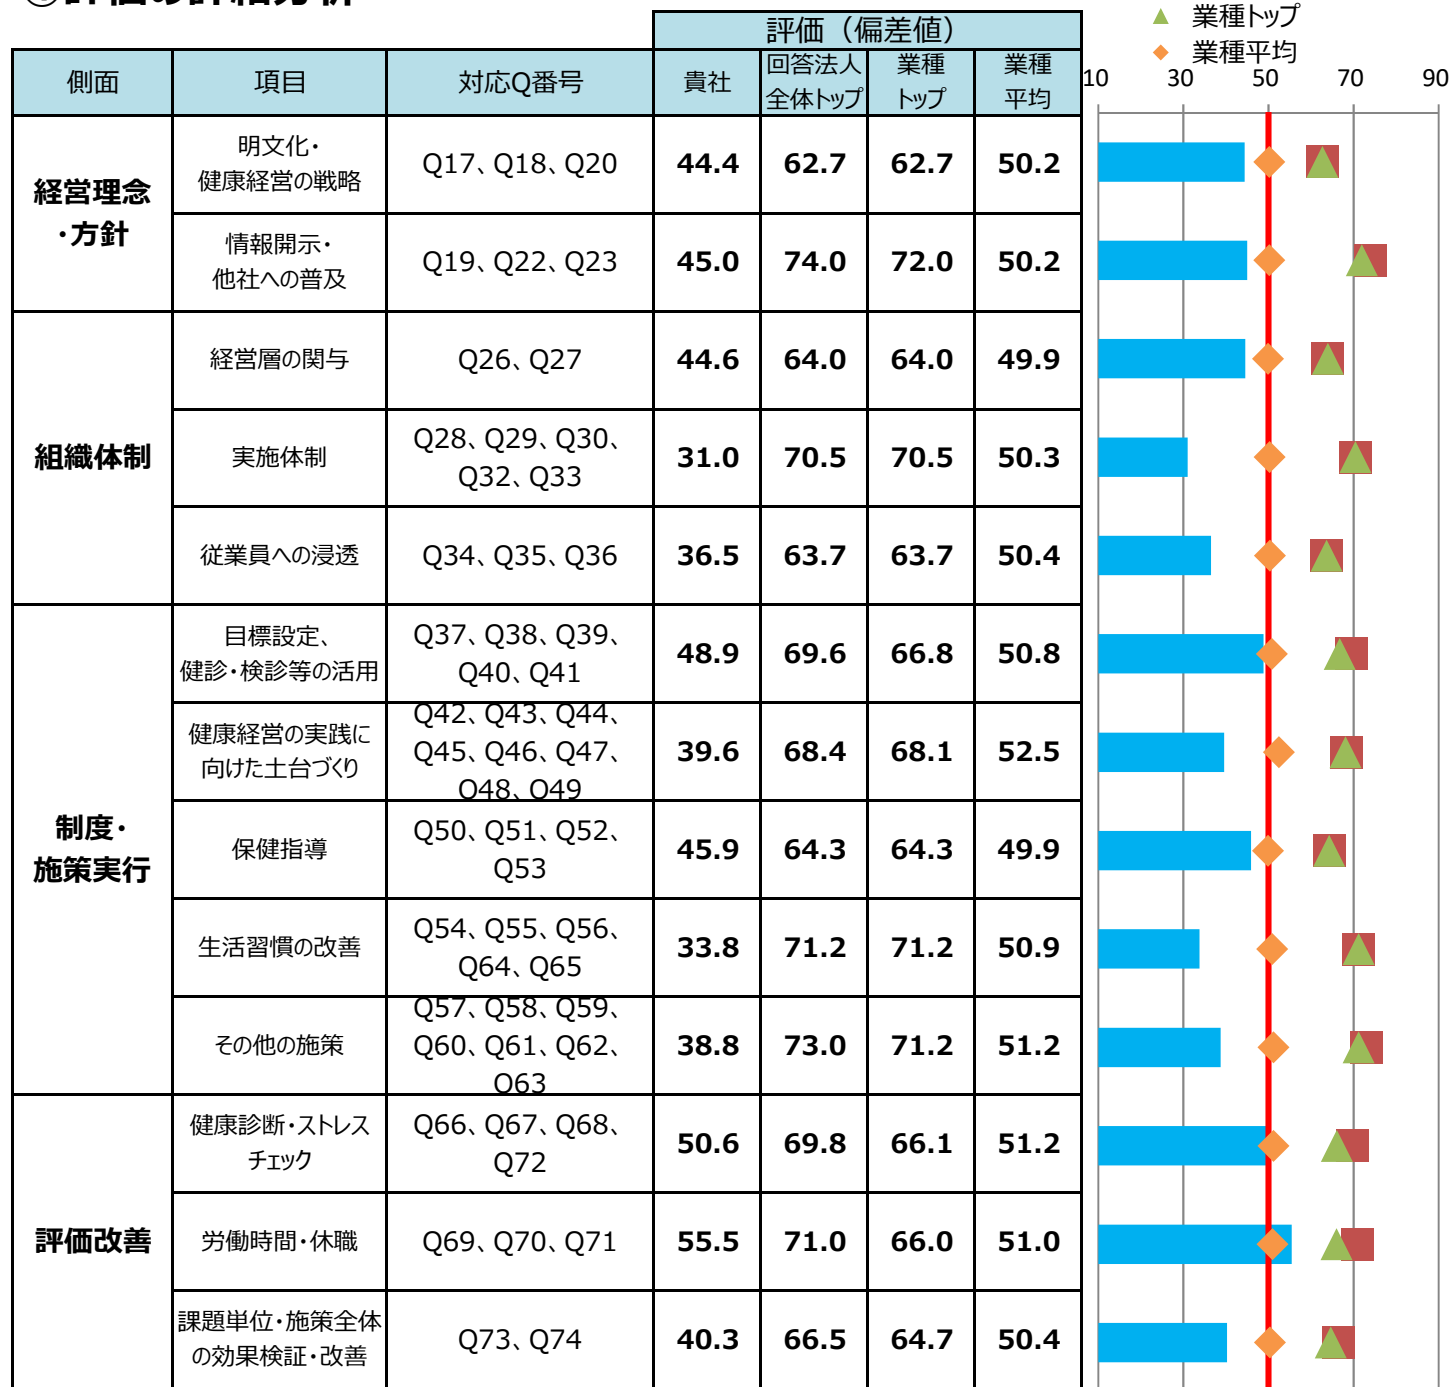 評価の詳細分析
▲ 業種トップ
◆ 業種平均
評価（偏差値）
側面 項目 対応Q番号 貴社 回答法人全体トップ 業種トップ 業種平均
10 30 50 70 90
経営理念・方針
明文化・健康経営の戦略 Q17、Q18、Q20 44.4 62.7 62.7 50.2
情報開示・他社への普及 Q19、Q22、Q23 45.0 74.0 72.0 50.2
組織体制
経営層の関与 Q26、Q27 44.6 64.0 64.0 49.9
実施体制 Q28、Q29、Q30、Q32、Q33 31.0 70.5 70.5 50.3
従業員への浸透 Q34、Q35、Q36 36.5 63.7 63.7 50.4
制度・施策実行
目標設定、健診・検診等の活用 Q37、Q38、Q39、Q40、Q41 48.9 69.6 66.8 50.8
健康経営の実践に向けた土台づくり Q42、Q43、Q44、Q45、Q46、Q47、Q48、Q49 39.6 68.4 68.1 52.5
保健指導 Q50、Q51、Q52、Q53 45.9 64.3 64.3 49.9
生活習慣の改善 Q54、Q55、Q56、Q64、Q65 33.8 71.2 71.2 50.9
その他の施策 Q57、Q58、Q59、Q60、Q61、Q62、Q63 38.8 73.0 71.2 51.2
評価改善
健康診断・ストレスチェック Q66、Q67、Q68、Q72 50.6 69.8 66.1 51.2
労働時間・休職 Q69、Q70、Q71 55.5 71.0 66.0 51.0
課題単位・施策全体の効果検証・改善 Q73、Q74 40.3 66.5 64.7 50.4